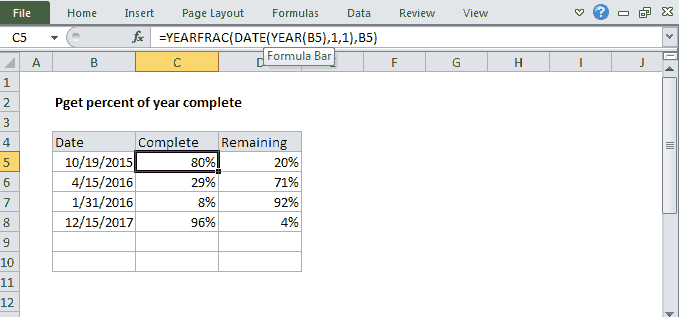 File Home Insert Page Layout Formulas Data Review View
C5 fx =YEARFRAC(DATE(YEAR(B5),1,1),B5)
Formula Bar
A B C D E F G H I J
1
2 Pget percent of year complete
3
4 Date Complete Remaining
5 10/19/2015 80% 20%
6 4/15/2016 29% 71%
7 1/31/2016 8% 92%
8 12/15/2017 96% 4%
9
10
11
12